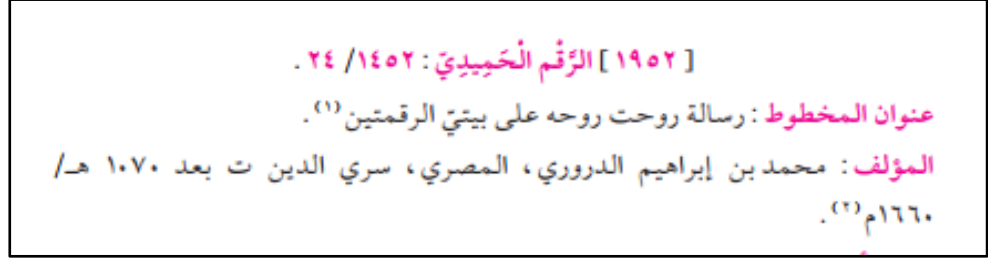 [ ١٩٥٢ ] الرَّقْم الْحَمِيدِيّ : ١٤٥٢/ ٢٤ .
عنوان المخطوط : رسالة روحت روحه على بيتيّ الرقمتين (١) .
المؤلف : محمد بن إبراهيم الدروري، المصري، سري الدين ت بعد ١٠٧٠ هـ/
١٦٦٠م (٢) .